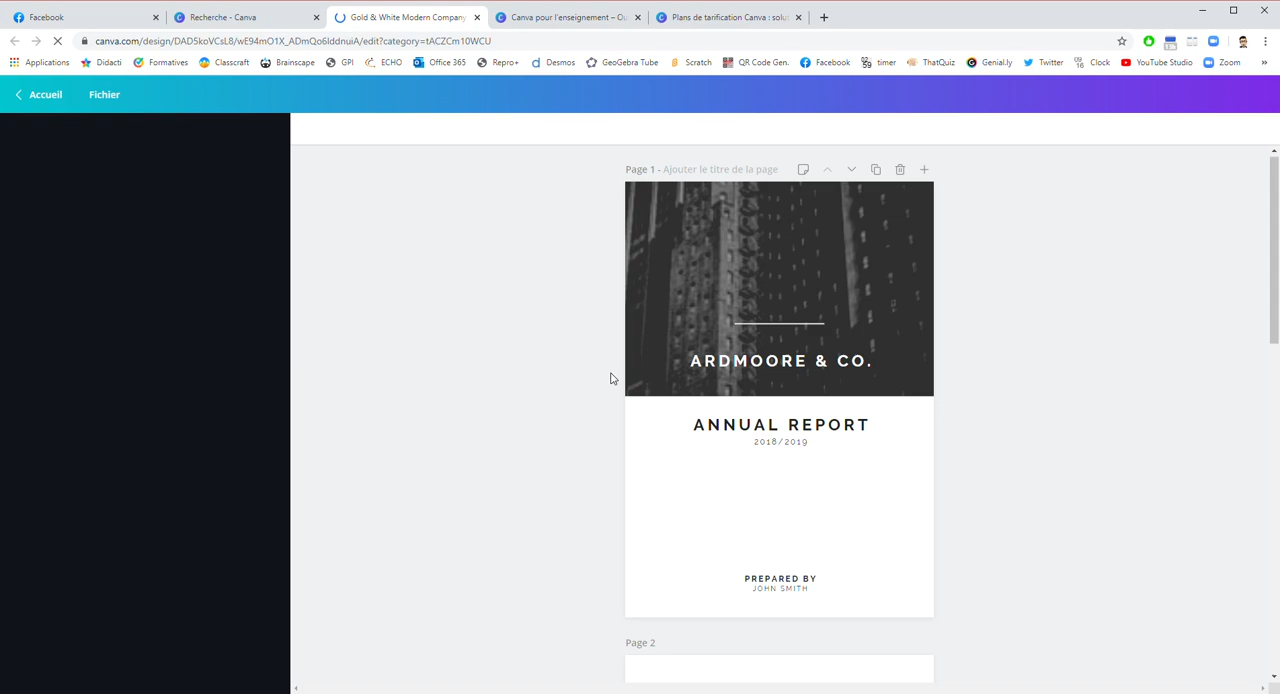 Facebook
Recherche - Canva
Gold & White Modern Company
Canva pour l'enseignement – Ou
Plans de tarification Canva : solut
canva.com/design/DAD5koVCsL8/wE94mO1X_ADmQo6lddnuiA/edit?category=tACZCm10WCU
Applications
Didacti
Formatives
Classcraft
Brainscape
GPI
ECHO
Office 365
Repro+
Desmos
GeoGebra Tube
Scratch
QR Code Gen.
Facebook
timer
ThatQuiz
Genial.ly
Twitter
Clock
YouTube Studio
Zoom
»
Accueil
Fichier
Page 1 - Ajouter le titre de la page
ARDMOORE & CO.
ANNUAL REPORT
2018/2019
PREPARED BY
JOHN SMITH
Page 2